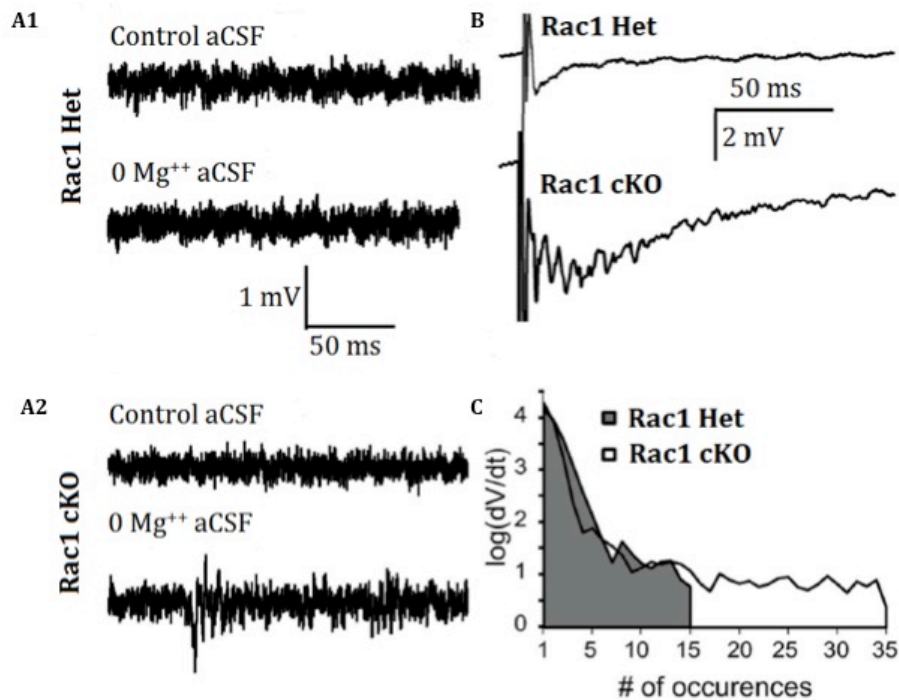 A1
Control aCSF
Rac1 Het
0 Mg++ aCSF
1 mV
50 ms
B
Rac1 Het
50 ms
2 mV
Rac1 cKO
A2
Control aCSF
Rac1 cKO
0 Mg++ aCSF
C
4
3
2
1
0
log(dV/dt)
Rac1 Het
Rac1 cKO
1 5 10 15 20 25 30 35
# of occurences